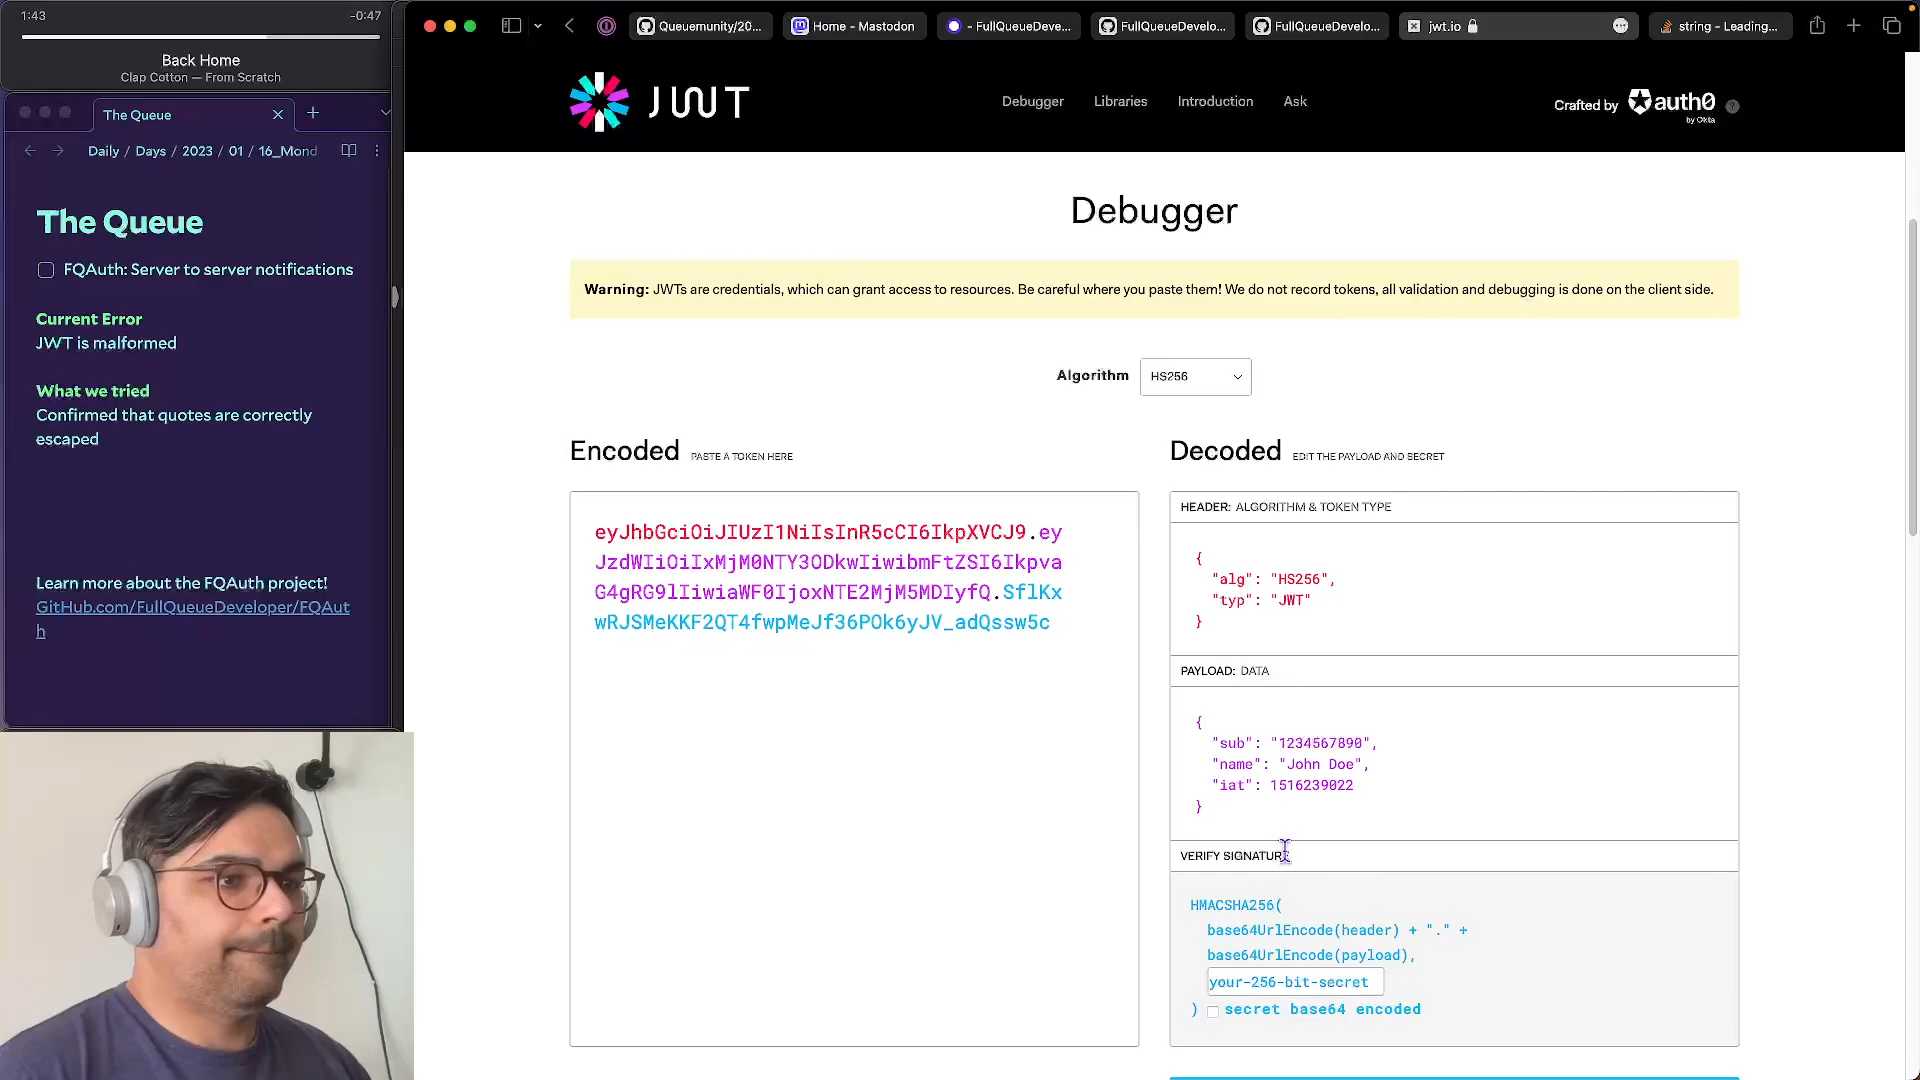 1:43
-0:47
Back Home
Clap Cotton — From Scratch
The Queue
Daily / Days / 2023 / 01 / 16_Mond
The Queue
FQAuth: Server to server notifications
Current Error
JWT is malformed
What we tried
Confirmed that quotes are correctly
escaped
Learn more about the FQAuth project!
GitHub.com/FullQueueDeveloper/FQAut
h
Queuemunity/20...
Home - Mastodon
- FullQueueDeve...
FullQueueDevelo...
FullQueueDevelo...
jwt.io
string - Leading...
JWT
Debugger
Libraries
Introduction
Ask
Crafted by
auth0
by Okta
?
Debugger
Warning: JWTs are credentials, which can grant access to resources. Be careful where you paste them! We do not record tokens, all validation and debugging is done on the client side.
Algorithm
HS256
Encoded PASTE A TOKEN HERE
eyJhbGciOiJIUzI1NiIsInR5cCI6IkpXVCJ9.ey
JzdWIiOiIxMjM0NTY3ODkwIiwibmFtZSI6Ikpva
G4gRG9lIiwiaWF0IjoxNTE2MjM5MDIyfQ.SflKx
wRJSMeKKF2QT4fwpMeJf36POk6yJV_adQssw5c
Decoded EDIT THE PAYLOAD AND SECRET
HEADER: ALGORITHM & TOKEN TYPE
{
"alg": "HS256",
"typ": "JWT"
}
PAYLOAD: DATA
{
"sub": "1234567890",
"name": "John Doe",
"iat": 1516239022
}
VERIFY SIGNATURE
HMACSHA256(
base64UrlEncode(header) + "." +
base64UrlEncode(payload),
your-256-bit-secret
) secret base64 encoded